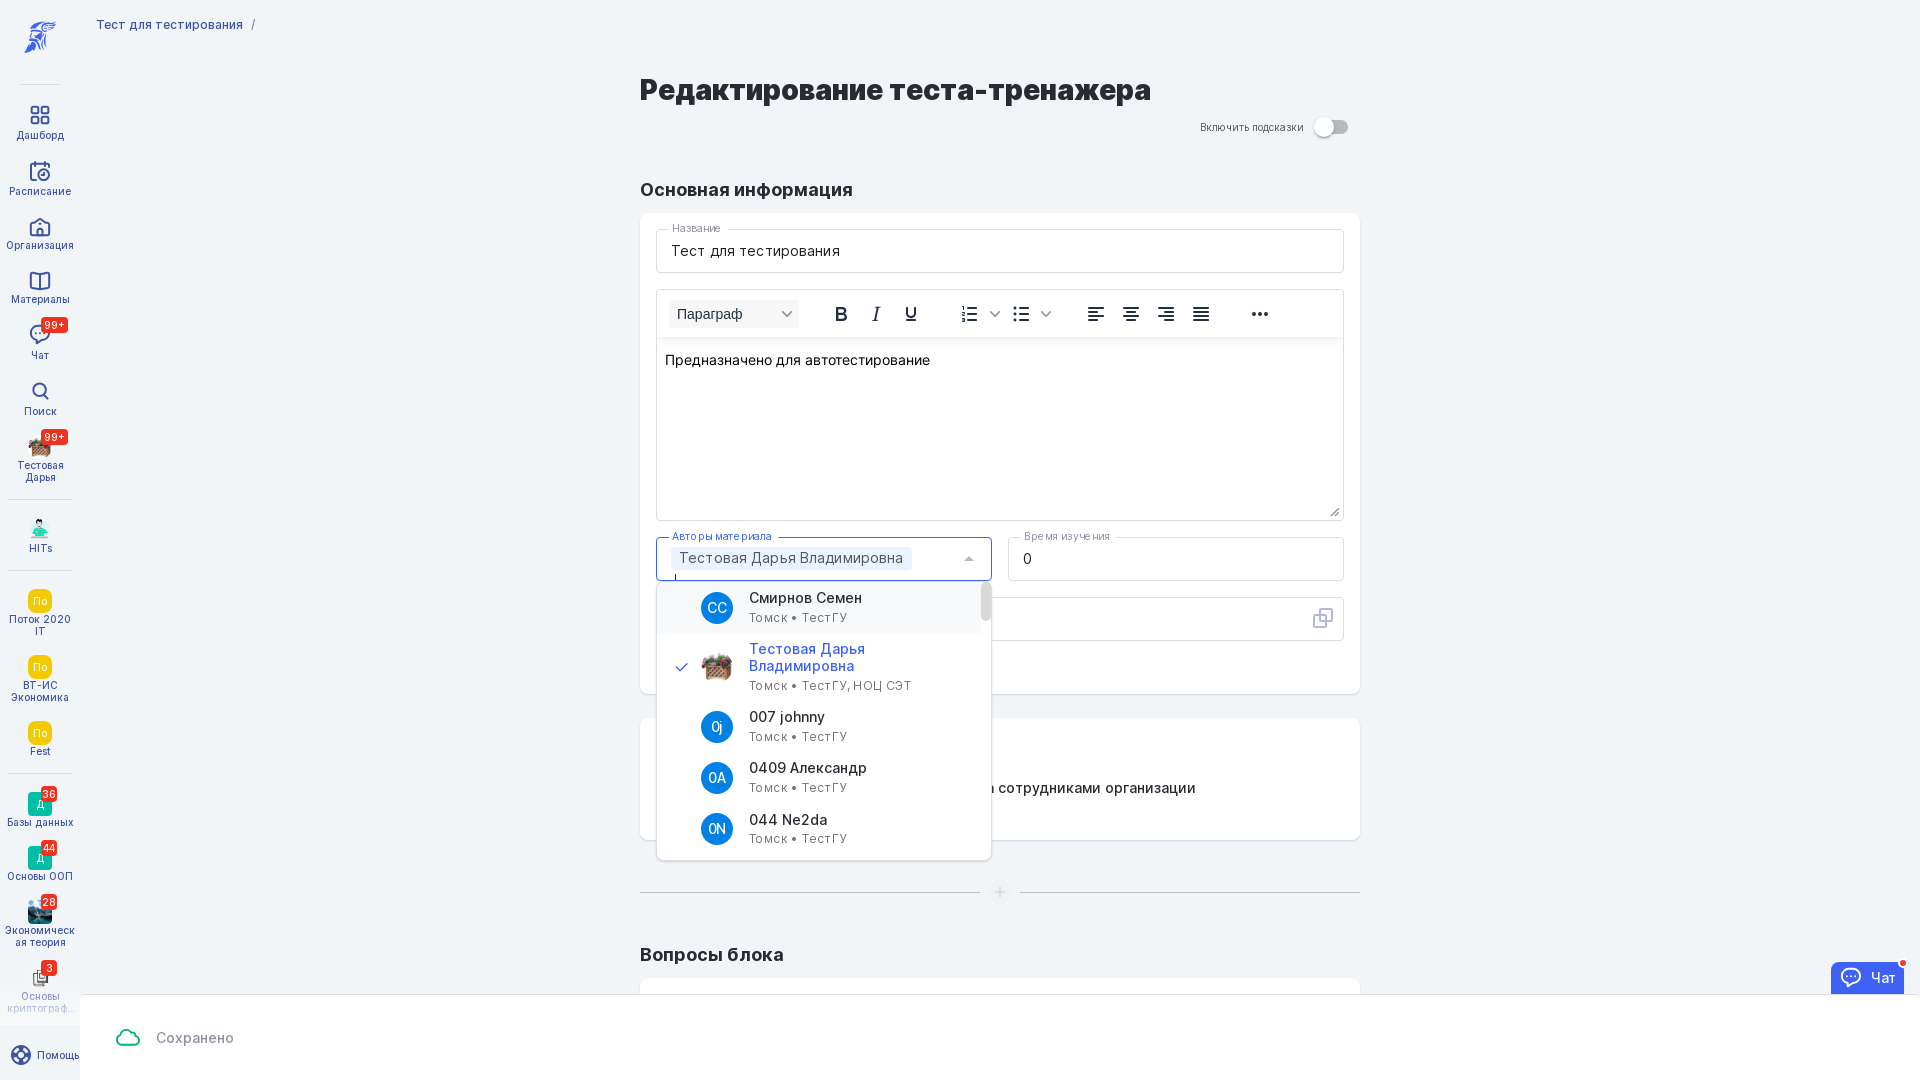 Тест для тестирования /
Дашборд
Расписание
Организация
Материалы
99+
Чат
Поиск
99+
Тестовая
Дарья
HITs
По
Поток 2020
IT
По
ВТ-ИС
Экономика
По
Fest
36
Д
Базы данных
44
Д
Основы ООП
28
Экономическ
ая теория
3
Основы
криптограф...
Помощь
Редактирование теста-тренажера
Включить подсказки
Основная информация
Название
Тест для тестирования
Параграф
Предназначено для автотестирование
Авторы материала
Тестовая Дарья Владимировна
Время изучения
0
СС
Смирнов Семен
Томск • ТестГУ
Тестовая Дарья
Владимировна
Томск • ТестГУ, НОЦ СЭТ
0j
007 johnny
Томск • ТестГУ
0А
0409 Александр
Томск • ТестГУ
0N
044 Ne2da
Томск • ТестГУ
сотрудниками организации
Вопросы блока
Чат
Сохранено